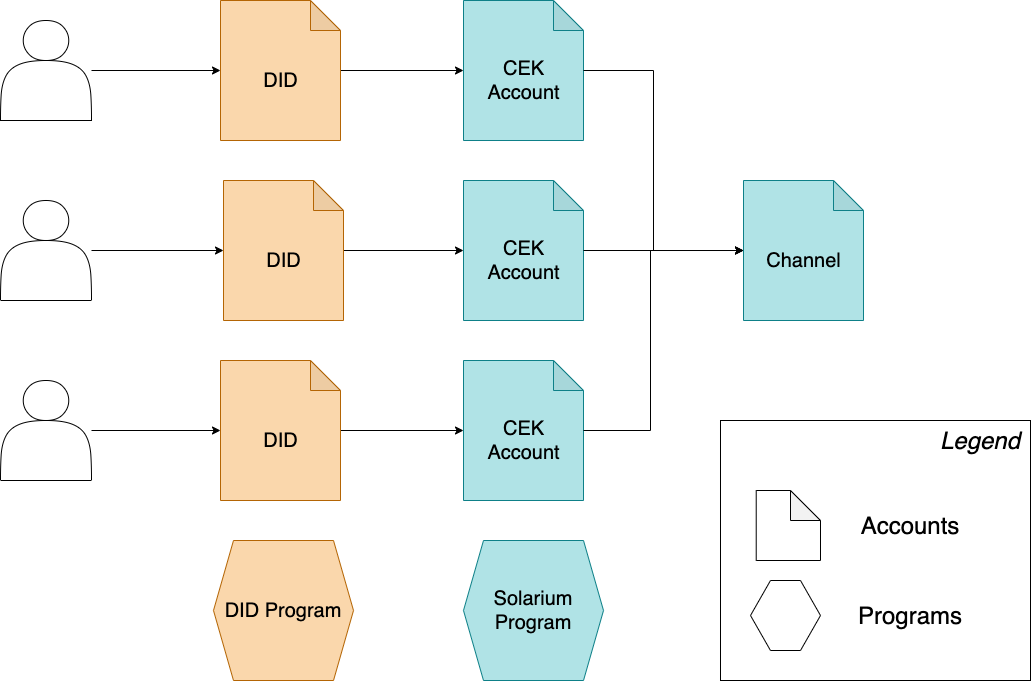 DID
CEK
Account
DID
CEK
Account
Channel
DID
CEK
Account
Legend
Accounts
DID Program
Solarium
Program
Programs